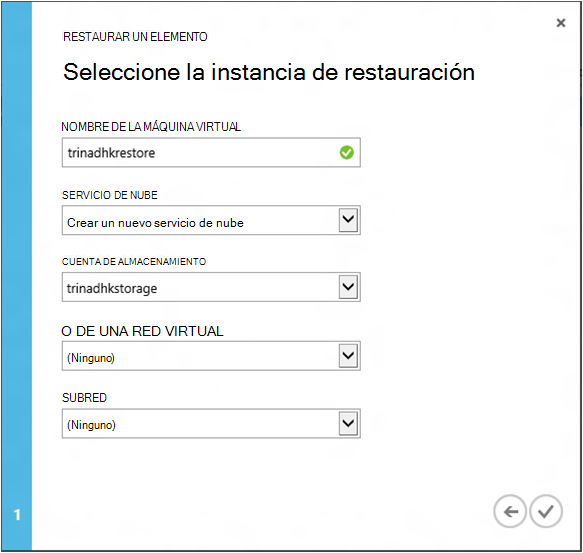 RESTAURAR UN ELEMENTO
Seleccione la instancia de restauración
NOMBRE DE LA MÁQUINA VIRTUAL
trinadhkrestore
SERVICIO DE NUBE
Crear un nuevo servicio de nube
CUENTA DE ALMACENAMIENTO
trinadhkstorage
O DE UNA RED VIRTUAL
(Ninguno)
SUBRED
(Ninguno)
1